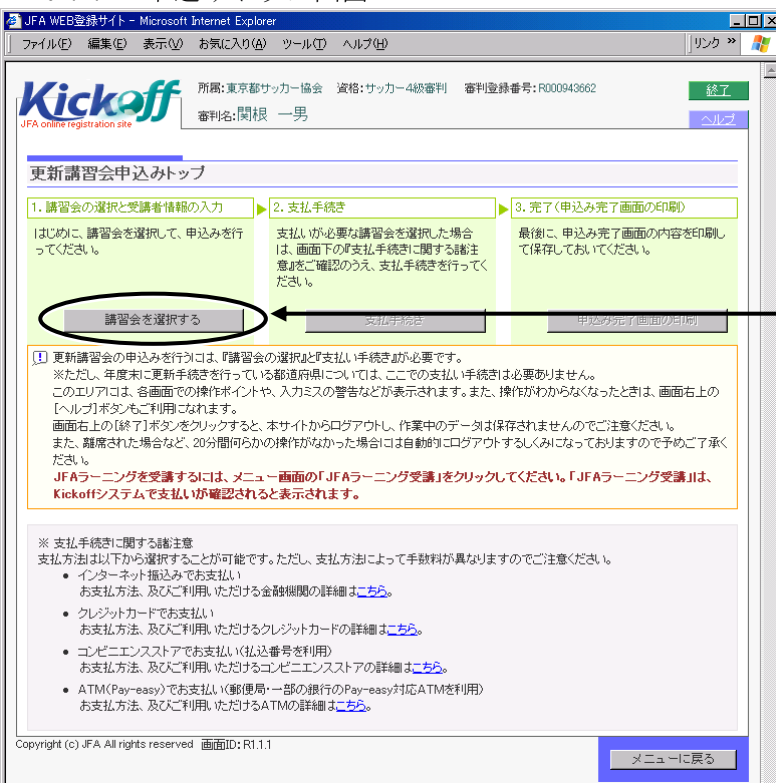 JFA WEB登録サイト - Microsoft Internet Explorer
ファイル(F) 編集(E) 表示(V) お気に入り(A) ツール(T) ヘルプ(H) リンク »
Kickoff
JFA online registration site
所属:東京都サッカー協会 資格:サッカー4級審判 審判登録番号:R000943662
審判名:関根 一男
終了
ヘルプ
更新講習会申込みトップ
1. 講習会の選択と受講者情報の入力
はじめに、講習会を選択して、申込みを行
ってください。
講習会を選択する
2. 支払手続き
支払いが必要な講習会を選択した場合
は、画面下の『支払手続きに関する諸注
意』をご確認のうえ、支払手続きを行ってく
ださい。
支払手続き
3. 完了(申込み完了画面の印刷)
最後に、申込み完了画面の内容を印刷し
て保存しておいてください。
申込み完了画面の印刷
更新講習会の申込みを行うには、『講習会の選択』と『支払い手続き』が必要です。
※ただし、年度末に更新手続きを行っている都道府県については、ここでの支払い手続きは必要ありません。
このエリアには、各画面での操作ポイントや、入力ミスの警告などが表示されます。また、操作がわからなくなったときは、画面右上の
[ヘルプ]ボタンもご利用になれます。
画面右上の[終了]ボタンをクリックすると、本サイトからログアウトし、作業中のデータは保存されませんのでご注意ください。
また、離席された場合など、20分間何らかの操作がなかった場合には自動的にログアウトするしくみになっておりますので予めご了承く
ださい。
JFAラーニングを受講するには、メニュー画面の「JFAラーニング受講」をクリックしてください。「JFAラーニング受講」は、
Kickoffシステムで支払いが確認されると表示されます。
※ 支払手続きに関する諸注意
支払方法は以下から選択することが可能です。ただし、支払方法によって手数料が異なりますのでご注意ください。
• インターネット振込みでお支払い
お支払方法、及びご利用いただける金融機関の詳細はこちら。
• クレジットカードでお支払い
お支払方法、及びご利用いただけるクレジットカードの詳細はこちら。
• コンビニエンスストアでお支払い(払込番号を利用)
お支払方法、及びご利用いただけるコンビニエンスストアの詳細はこちら。
• ATM(Pay-easy)でお支払い(郵便局・一部の銀行のPay-easy対応ATMを利用)
お支払方法、及びご利用いただけるATMの詳細はこちら。
Copyright (c) JFA All rights reserved 画面ID: R1.1.1
メニューに戻る